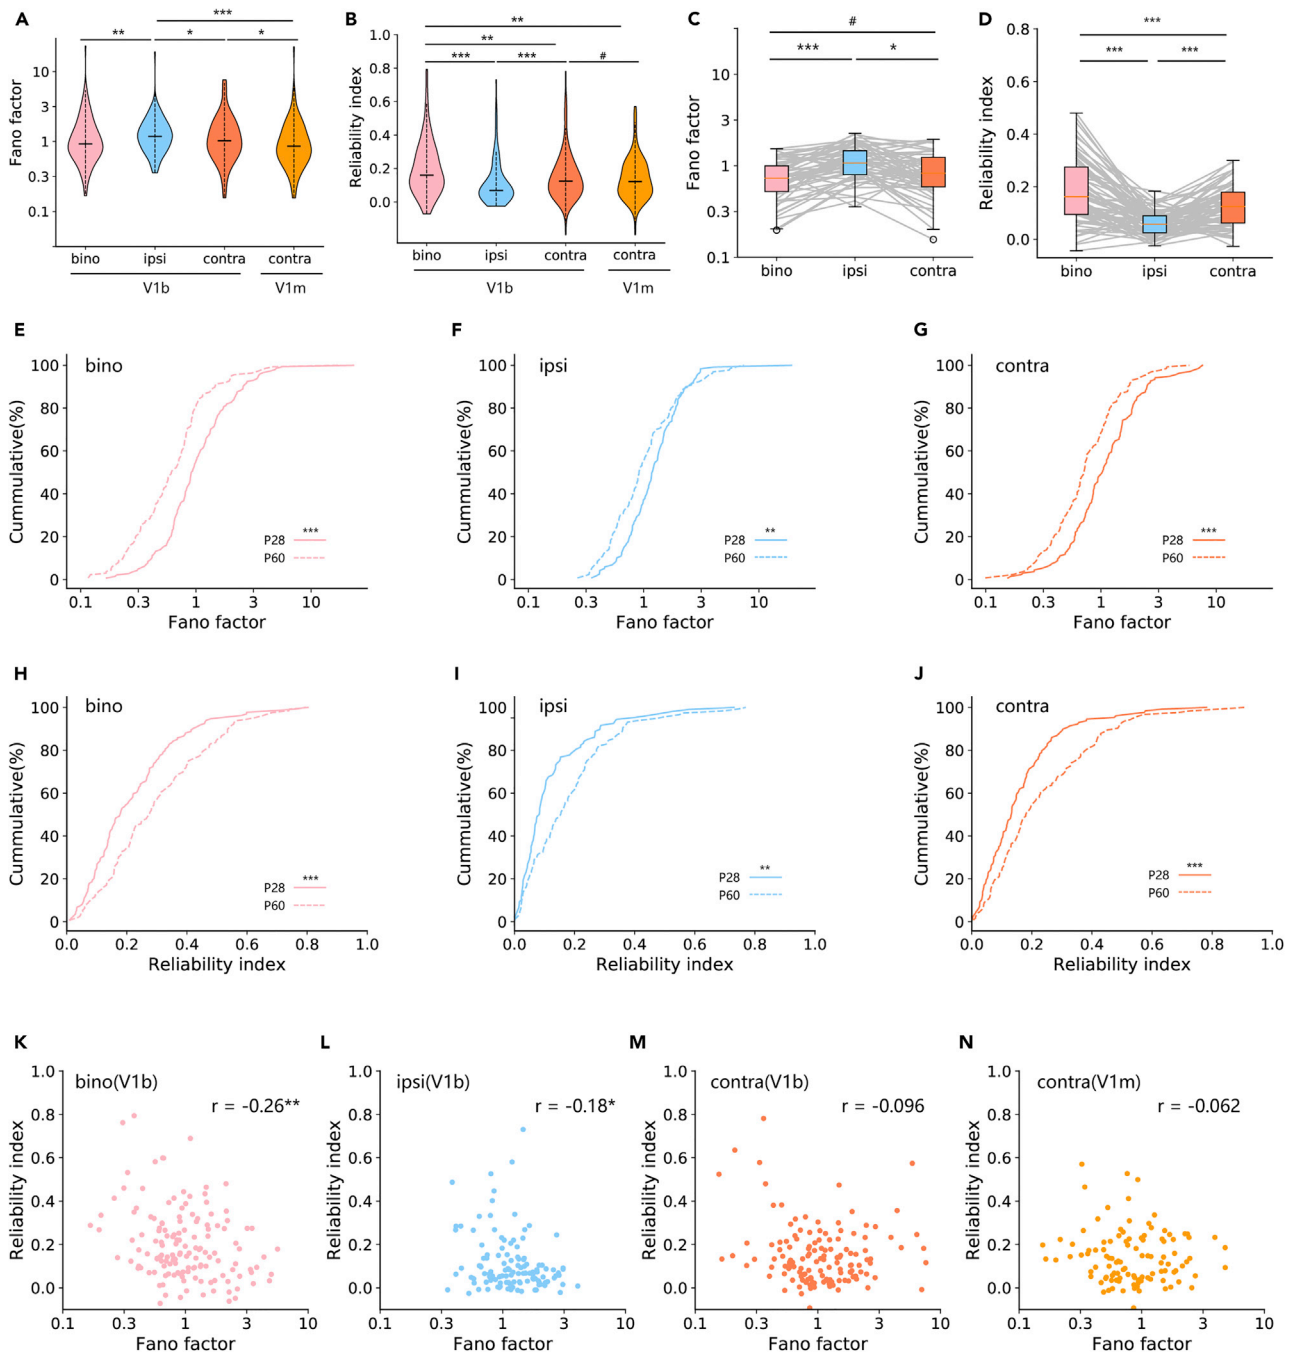 A
***
**
*
*
Fano factor
10
3
1
0.3
0.1
bino
ipsi
contra
contra
V1b
V1m
B
**
**
***
***
#
Reliability index
1.0
0.8
0.6
0.4
0.2
0.0
bino
ipsi
contra
contra
V1b
V1m
C
#
***
*
Fano factor
10
3
1
0.3
0.1
bino
ipsi
contra
D
***
***
***
Reliability index
0.8
0.6
0.4
0.2
0.0
bino
ipsi
contra
E
bino
Cummulative(%)
100
80
60
40
20
0
***
P28
P60
0.1
0.3
1
3
10
Fano factor
F
ipsi
Cummulative(%)
100
80
60
40
20
0
**
P28
P60
0.1
0.3
1
3
10
Fano factor
G
contra
Cummulative(%)
100
80
60
40
20
0
***
P28
P60
0.1
0.3
1
3
10
Fano factor
H
bino
Cummulative(%)
100
80
60
40
20
0
***
P28
P60
0.0
0.2
0.4
0.6
0.8
1.0
Reliability index
I
ipsi
Cummulative(%)
100
80
60
40
20
0
**
P28
P60
0.0
0.2
0.4
0.6
0.8
1.0
Reliability index
J
contra
Cummulative(%)
100
80
60
40
20
0
***
P28
P60
0.0
0.2
0.4
0.6
0.8
1.0
Reliability index
K
bino(V1b)
r = -0.26**
Reliability index
1.0
0.8
0.6
0.4
0.2
0.0
0.1
0.3
1
3
10
Fano factor
L
ipsi(V1b)
r = -0.18*
Reliability index
1.0
0.8
0.6
0.4
0.2
0.0
0.1
0.3
1
3
10
Fano factor
M
contra(V1b)
r = -0.096
Reliability index
1.0
0.8
0.6
0.4
0.2
0.0
0.1
0.3
1
3
10
Fano factor
N
contra(V1m)
r = -0.062
Reliability index
1.0
0.8
0.6
0.4
0.2
0.0
0.1
0.3
1
3
10
Fano factor